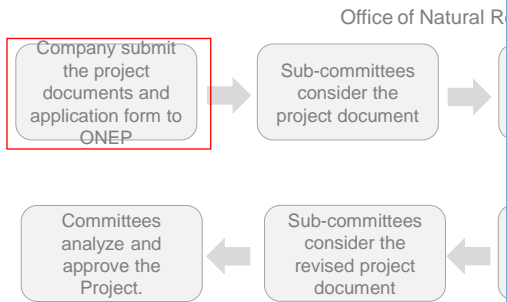 Office of Natural
Company submit
the project
documents and
application form to
ONEP
Sub-committees
consider the
project document
Committees
analyze and
approve the
Project.
Sub-committees
consider the
revised project
document